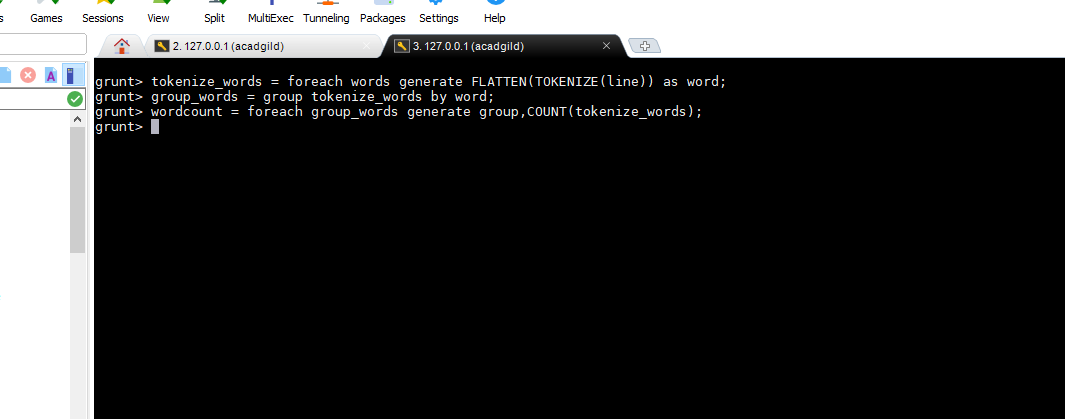 s Games Sessions View Split MultiExec Tunneling Packages Settings Help
2. 127.0.0.1 (acadgild) 3. 127.0.0.1 (acadgild)
A
grunt> tokenize_words = foreach words generate FLATTEN(TOKENIZE(line)) as word;
grunt> group_words = group tokenize_words by word;
grunt> wordcount = foreach group_words generate group,COUNT(tokenize_words);
grunt>